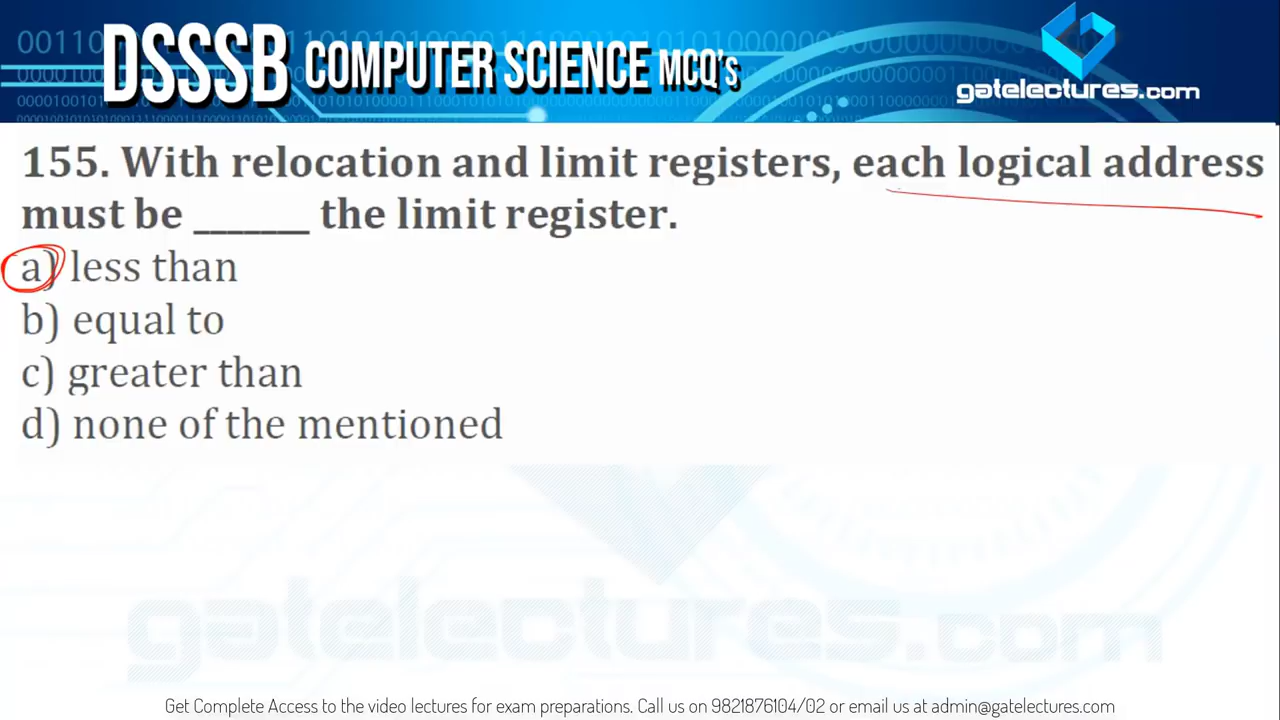 DSSSB COMPUTER SCIENCE MCQ's
gatelectures.com
155. With relocation and limit registers, each logical address
must be _______ the limit register.
a) less than
b) equal to
c) greater than
d) none of the mentioned
gatelectures.com
Get Complete Access to the video lectures for exam preparations. Call us on 9821876104/02 or email us at admin@gatelectures.com